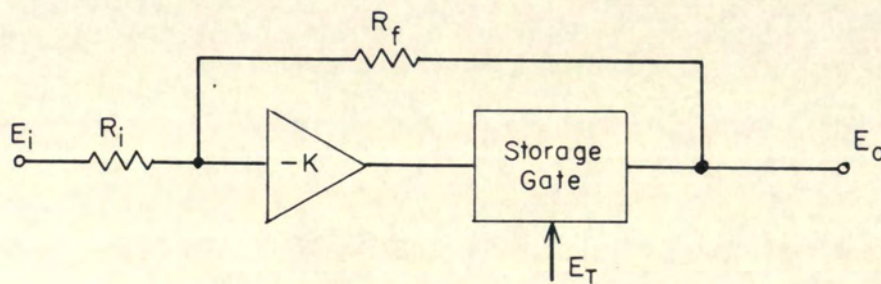 R_f
E_i
R_i
-K
Storage
Gate
E_o
E_T